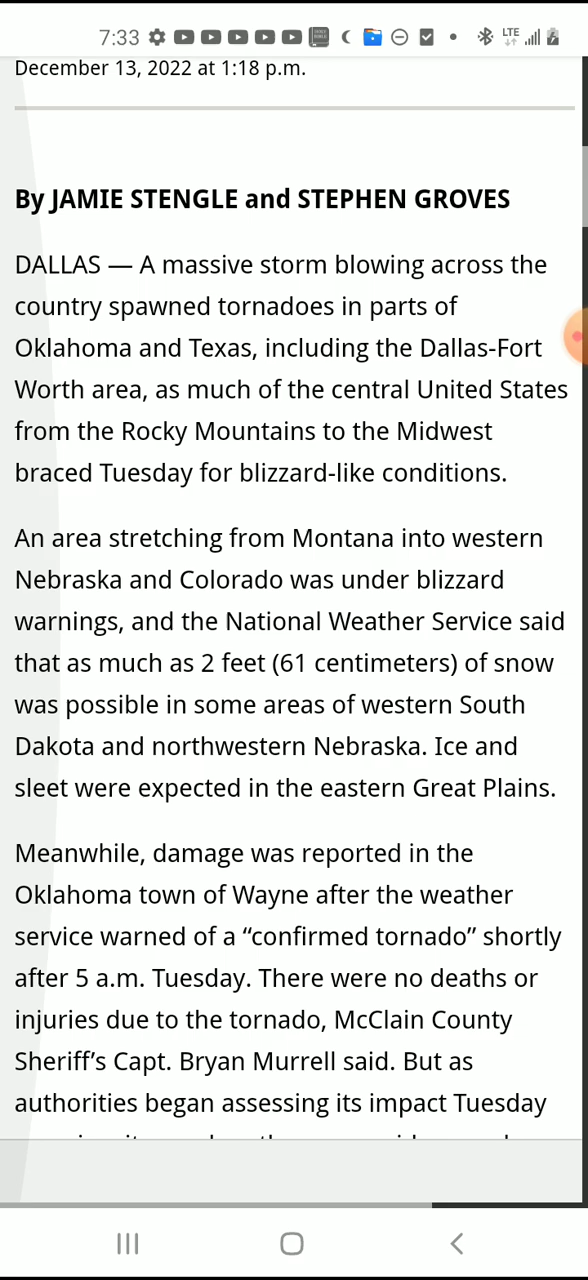 7:33
LTE
December 13, 2022 at 1:18 p.m.
By JAMIE STENGLE and STEPHEN GROVES
DALLAS — A massive storm blowing across the
country spawned tornadoes in parts of
Oklahoma and Texas, including the Dallas-Fort
Worth area, as much of the central United States
from the Rocky Mountains to the Midwest
braced Tuesday for blizzard-like conditions.
An area stretching from Montana into western
Nebraska and Colorado was under blizzard
warnings, and the National Weather Service said
that as much as 2 feet (61 centimeters) of snow
was possible in some areas of western South
Dakota and northwestern Nebraska. Ice and
sleet were expected in the eastern Great Plains.
Meanwhile, damage was reported in the
Oklahoma town of Wayne after the weather
service warned of a “confirmed tornado” shortly
after 5 a.m. Tuesday. There were no deaths or
injuries due to the tornado, McClain County
Sheriff’s Capt. Bryan Murrell said. But as
authorities began assessing its impact Tuesday